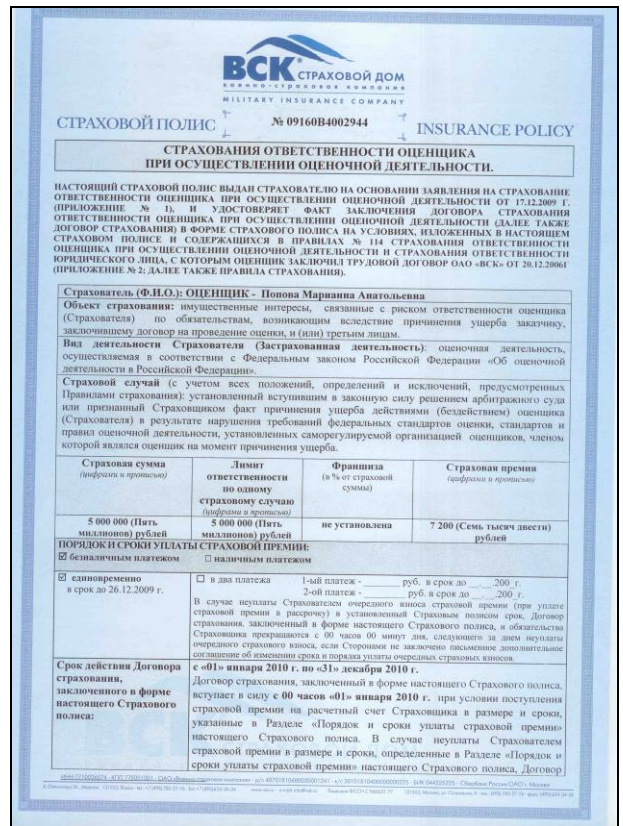 ВСК
СТРАХОВОЙ ДОМ
военно-страховая компания
MILITARY INSURANCE COMPANY
СТРАХОВОЙ ПОЛИС
№ 09160B4002944
INSURANCE POLICY
СТРАХОВАНИЯ ОТВЕТСТВЕННОСТИ ОЦЕНЩИКА
ПРИ ОСУЩЕСТВЛЕНИИ ОЦЕНОЧНОЙ ДЕЯТЕЛЬНОСТИ.
НАСТОЯЩИЙ СТРАХОВОЙ ПОЛИС ВЫДАН СТРАХОВАТЕЛЮ НА ОСНОВАНИИ ЗАЯВЛЕНИЯ НА СТРАХОВАНИЕ
ОТВЕТСТВЕННОСТИ ОЦЕНЩИКА ПРИ ОСУЩЕСТВЛЕНИИ ОЦЕНОЧНОЙ ДЕЯТЕЛЬНОСТИ ОТ 17.12.2009 Г.
(ПРИЛОЖЕНИЕ № 1), И УДОСТОВЕРЯЕТ ФАКТ ЗАКЛЮЧЕНИЯ ДОГОВОРА СТРАХОВАНИЯ
ОТВЕТСТВЕННОСТИ ОЦЕНЩИКА ПРИ ОСУЩЕСТВЛЕНИИ ОЦЕНОЧНОЙ ДЕЯТЕЛЬНОСТИ (ДАЛЕЕ ТАКЖЕ
ДОГОВОР СТРАХОВАНИЯ) В ФОРМЕ СТРАХОВОГО ПОЛИСА НА УСЛОВИЯХ, ИЗЛОЖЕННЫХ В НАСТОЯЩЕМ
СТРАХОВОМ ПОЛИСЕ И СОДЕРЖАЩИХСЯ В ПРАВИЛАХ № 114 СТРАХОВАНИЯ ОТВЕТСТВЕННОСТИ
ОЦЕНЩИКА ПРИ ОСУЩЕСТВЛЕНИИ ОЦЕНОЧНОЙ ДЕЯТЕЛЬНОСТИ И СТРАХОВАНИЯ ОТВЕТСТВЕННОСТИ
ЮРИДИЧЕСКОГО ЛИЦА, С КОТОРЫМ ОЦЕНЩИК ЗАКЛЮЧИЛ ТРУДОВОЙ ДОГОВОР ОАО «ВСК» ОТ 20.12.2006Г
(ПРИЛОЖЕНИЕ № 2; ДАЛЕЕ ТАКЖЕ ПРАВИЛА СТРАХОВАНИЯ).
Страхователь (Ф.И.О.): ОЦЕНЩИК - Попова Марианна Анатольевна
Объект страхования: имущественные интересы, связанные с риском ответственности оценщика
(Страхователя) по обязательствам, возникающим вследствие причинения ущерба заказчику,
заключившему договор на проведение оценки, и (или) третьим лицам.
Вид деятельности Страхователя (Застрахованная деятельность): оценочная деятельность,
осуществляемая в соответствии с Федеральным законом Российской Федерации «Об оценочной
деятельности в Российской Федерации».
Страховой случай (с учетом всех положений, определений и исключений, предусмотренных
Правилами страхования): установленный вступившим в законную силу решением арбитражного суда
или признанный Страховщиком факт причинения ущерба действиями (бездействием) оценщика
(Страхователя) в результате нарушения требований федеральных стандартов оценки, стандартов и
правил оценочной деятельности, установленных саморегулируемой организацией оценщиков, членом
которой являлся оценщик на момент причинения ущерба.
Страховая сумма
(цифрами и прописью)
Лимит
ответственности
по одному
страховому случаю
(цифрами и прописью)
Франшиза
(в % от страховой
суммы)
Страховая премия
(цифрами и прописью)
5 000 000 (Пять
миллионов) рублей
5 000 000 (Пять
миллионов) рублей
не установлена
7 200 (Семь тысяч двести)
рублей
ПОРЯДОК И СРОКИ УПЛАТЫ СТРАХОВОЙ ПРЕМИИ:
☑ безналичным платежом ☐ наличным платежом
☑ единовременно
в срок до 26.12.2009 г.
☐ в два платежа 1-ый платеж - ________ руб. в срок до __.__.200_г.
2-ой платеж - ________ руб. в срок до __.__.200_г.
В случае неуплаты Страхователем очередного взноса страховой премии (при уплате
страховой премии в рассрочку) в установленный Страховым полисом срок, Договор
страхования, заключенный в форме настоящего Страхового полиса, и обязательства
Страховщика прекращаются с 00 часов 00 минут дня, следующего за днем неуплаты
очередного страхового взноса, если Сторонами не заключено письменное дополнительное
соглашение об изменении срока и порядка уплаты очередных страховых взносов.
Срок действия Договора
страхования,
заключенного в форме
настоящего Страхового
полиса:
с «01» января 2010 г. по «31» декабря 2010 г.
Договор страхования, заключенный в форме настоящего Страхового полиса,
вступает в силу с 00 часов «01» января 2010 г. при условии поступления
страховой премии на расчетный счет Страховщика в размере и сроки,
указанные в Разделе «Порядок и сроки уплаты страховой премии»
настоящего Страхового полиса. В случае неуплаты Страхователем
страховой премии в размере и сроки, определенные в Разделе «Порядок и
сроки уплаты страховой премии» настоящего Страхового полиса, Договор